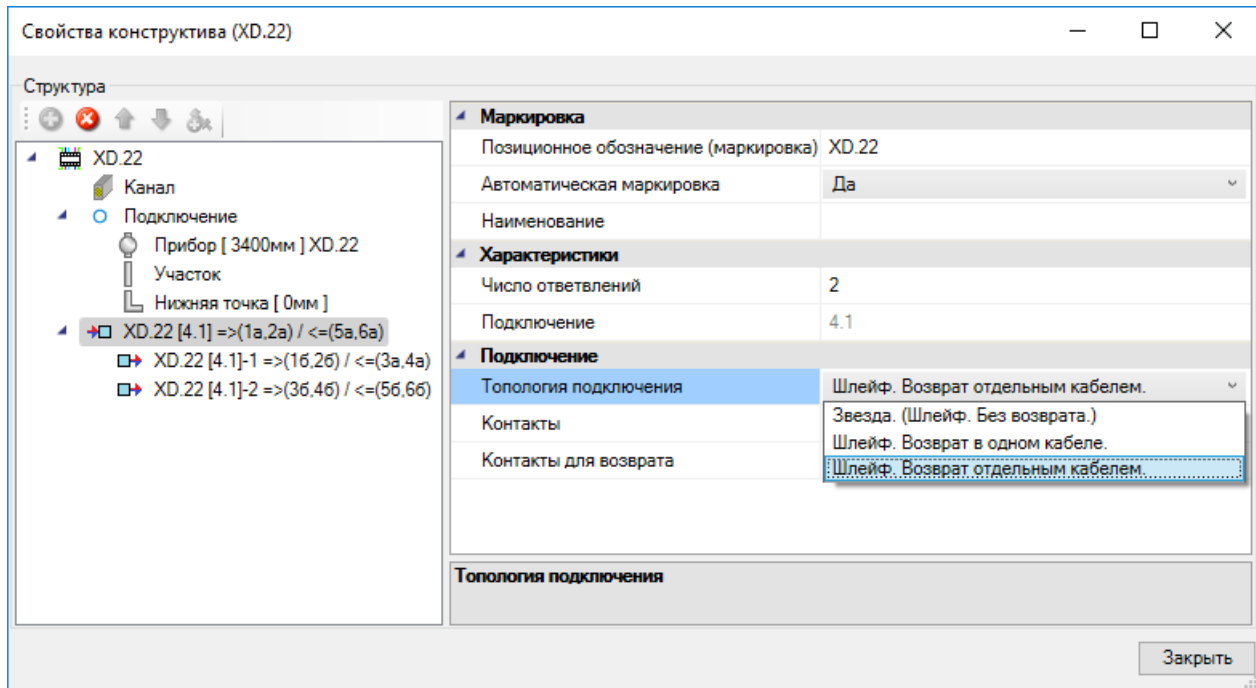 Свойства конструктива (XD.22)
Структура
XD.22
Канал
Подключение
Прибор [ 3400мм ] XD.22
Участок
Нижняя точка [ 0мм ]
XD.22 [4.1] =>(1а,2а) / <=(5а,6а)
XD.22 [4.1]-1 =>(1б,2б) / <=(3а,4а)
XD.22 [4.1]-2 =>(3б,4б) / <=(5б,6б)
Маркировка
Позиционное обозначение (маркировка) XD.22
Автоматическая маркировка Да
Наименование
Характеристики
Число ответвлений 2
Подключение 4.1
Подключение
Топология подключения Шлейф. Возврат отдельным кабелем.
Контакты
Контакты для возврата
Звезда. (Шлейф. Без возврата.)
Шлейф. Возврат в одном кабеле.
Шлейф. Возврат отдельным кабелем.
Топология подключения
Закрыть